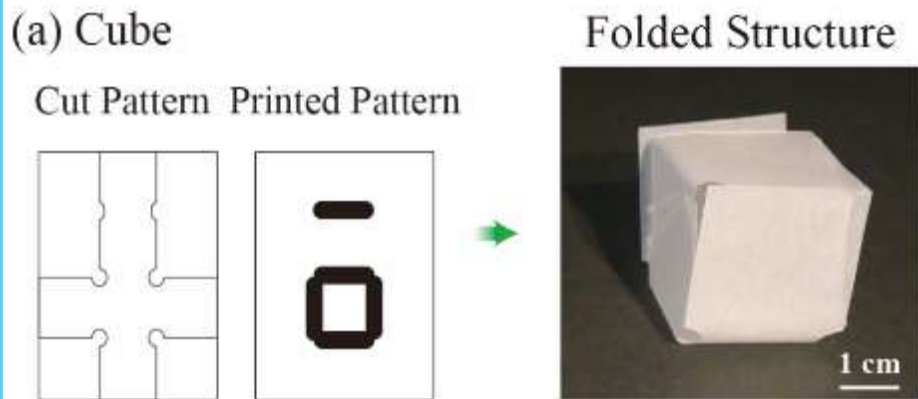 (a) Cube
Folded Structure
Cut Pattern
Printed Pattern
1 cm